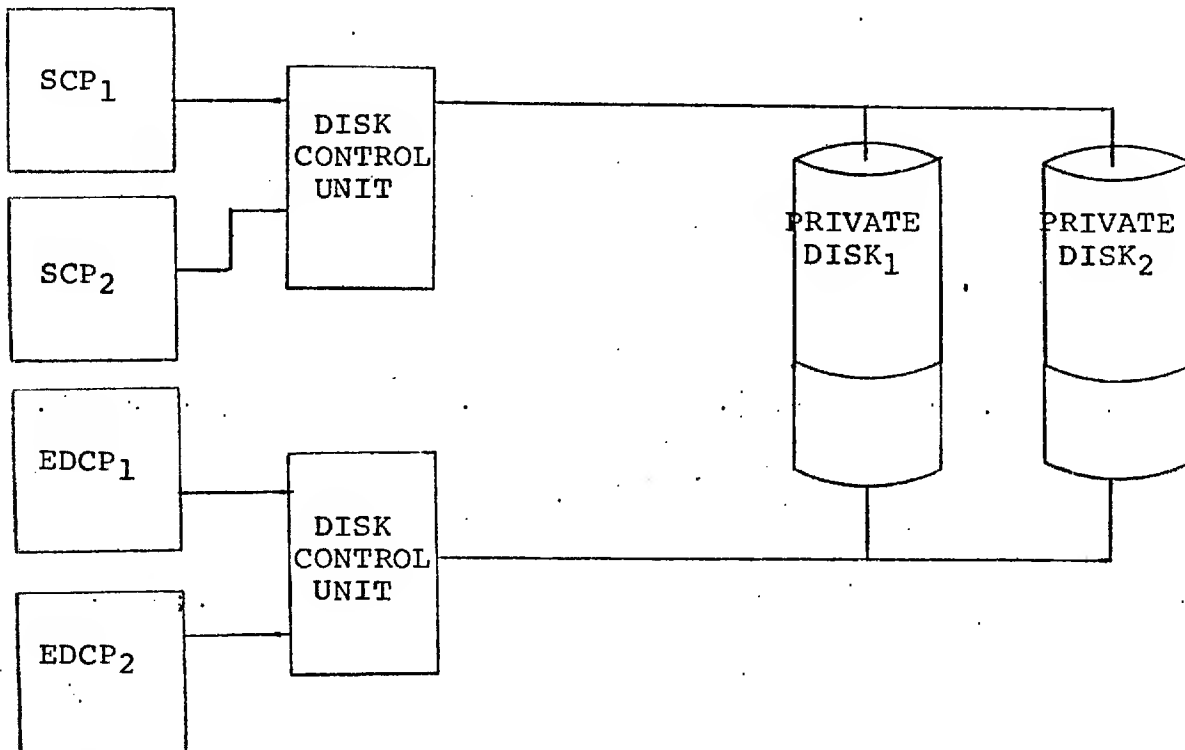 SCP1
DISK
CONTROL
UNIT
SCP2
PRIVATE
DISK1
PRIVATE
DISK2
EDCP1
DISK
CONTROL
UNIT
EDCP2